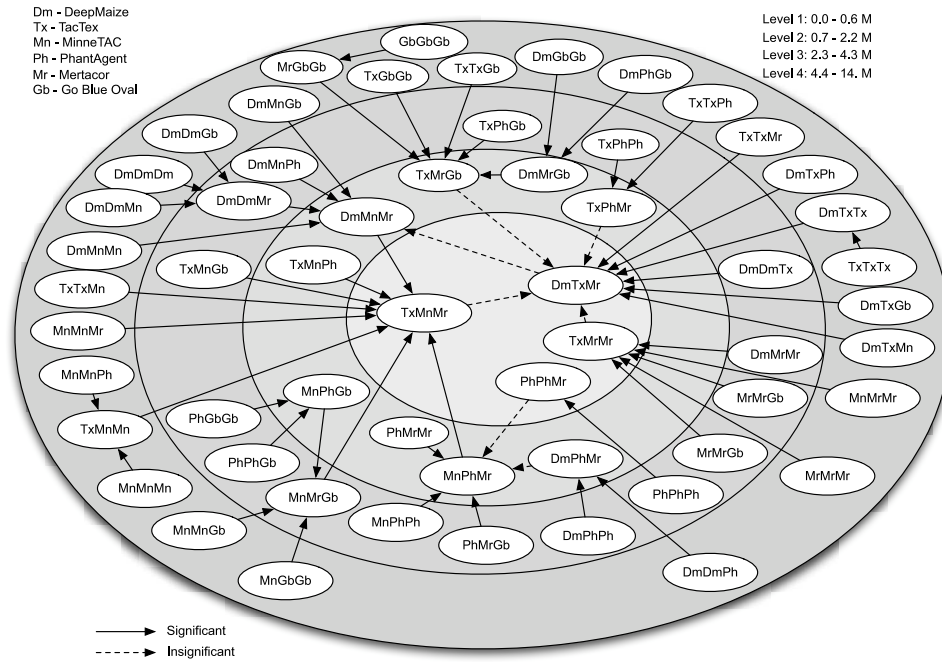 Dm - DeepMaize
Tx - TacTex
Mn - MinneTAC
Ph - PhantAgent
Mr - Mertacor
Gb - Go Blue Oval
Level 1: 0.0 - 0.6 M
Level 2: 0.7 - 2.2 M
Level 3: 2.3 - 4.3 M
Level 4: 4.4 - 14. M
GbGbGb
MrGbGb
TxGbGb
TxTxGb
DmGbGb
DmPhGb
DmMnGb
TxTxPh
DmDmGb
TxPhGb
TxPhPh
TxTxMr
DmMnPh
DmDmDm
TxMrGb
DmMrGb
DmTxPh
DmDmMn
DmDmMr
TxPhMr
DmMnMr
DmTxTx
DmMnMn
TxMnGb
TxMnPh
DmDmTx
TxTxTx
TxTxMn
DmTxMr
DmTxGb
TxMnMr
MnMnMr
TxMrMr
DmTxMn
DmMrMr
MnMnPh
PhPhMr
MnPhGb
MrMrGb
MnMrMr
PhGbGb
TxMnMn
PhMrMr
PhPhGb
DmPhMr
MrMrGb
MnPhMr
MrMrMr
MnMnMn
MnMrGb
PhPhPh
MnPhPh
MnMnGb
DmPhPh
PhMrGb
DmDmPh
MnGbGb
Significant
Insignificant